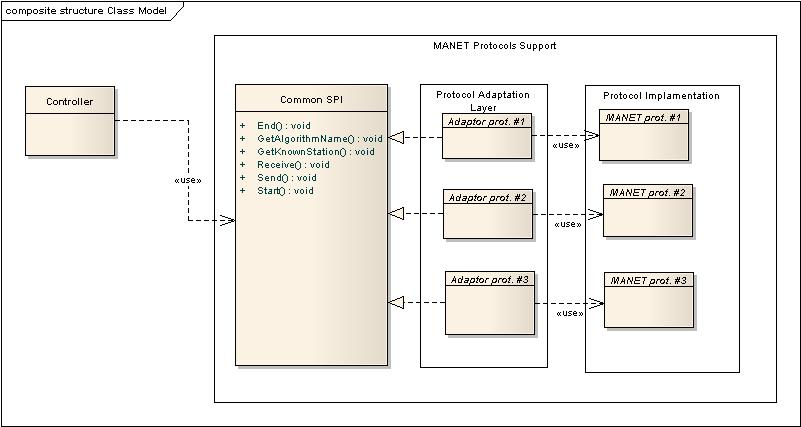 composite structure Class Model
MANET Protocols Support
Controller
«use»
Common SPI
+ End() : void
+ GetAlgorithmName() : void
+ GetKnownStation() : void
+ Receive() : void
+ Send() : void
+ Start() : void
Protocol Adaptation
Layer
Adaptor prot. #1
Adaptor prot. #2
Adaptor prot. #3
«use»
«use»
«use»
Protocol Implamentation
MANET prot. #1
MANET prot. #2
MANET prot. #3